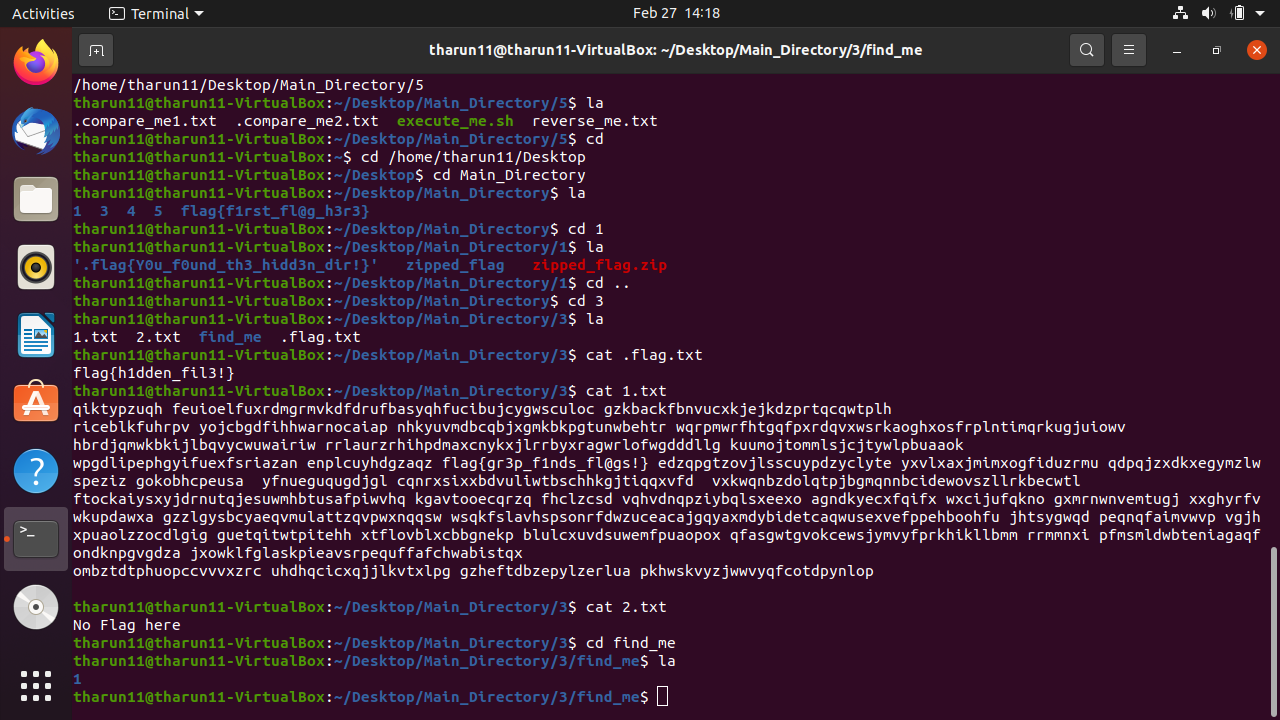 Activities Terminal Feb 27 14:18
tharun11@tharun11-VirtualBox: ~/Desktop/Main_Directory/3/find_me
/home/tharun11/Desktop/Main_Directory/5
tharun11@tharun11-VirtualBox:~/Desktop/Main_Directory/5$ la
.compare_me1.txt  .compare_me2.txt  execute_me.sh  reverse_me.txt
tharun11@tharun11-VirtualBox:~/Desktop/Main_Directory/5$ cd
tharun11@tharun11-VirtualBox:~$ cd /home/tharun11/Desktop
tharun11@tharun11-VirtualBox:~/Desktop$ cd Main_Directory
tharun11@tharun11-VirtualBox:~/Desktop/Main_Directory$ la
1  3  4  5  flag{f1rst_fl@g_h3r3}
tharun11@tharun11-VirtualBox:~/Desktop/Main_Directory$ cd 1
tharun11@tharun11-VirtualBox:~/Desktop/Main_Directory/1$ la
'.flag{Y0u_f0und_th3_hidd3n_dir!}'   zipped_flag   zipped_flag.zip
tharun11@tharun11-VirtualBox:~/Desktop/Main_Directory/1$ cd ..
tharun11@tharun11-VirtualBox:~/Desktop/Main_Directory$ cd 3
tharun11@tharun11-VirtualBox:~/Desktop/Main_Directory/3$ la
1.txt  2.txt  find_me  .flag.txt
tharun11@tharun11-VirtualBox:~/Desktop/Main_Directory/3$ cat .flag.txt
flag{h1dden_fil3!}
tharun11@tharun11-VirtualBox:~/Desktop/Main_Directory/3$ cat 1.txt
qiktypzuqh feuioelfuxrdmgrmvkdfdrufbasyqhfucibujcygwsculoc gzkbackfbnvucxkjejkdzprtqcqwtplh
riceblkfuhrpv yojcbgdfihhwarnocaiap nhkyuvmdbcqbjxgmkbkpgtunwbehtr wqrpmwrfhtgqfpxrdqvxwsrkaoghxosfrplntimqrkugjuiowv
hbrdjqmwkbkijlbqvycwuwairiw rrlaurzrhihpdmaxcnykxjlrrbyxragwrlofwgdddllg kuumojtommlsjcjtywlpbuaaok
wpgdlipephgyifuexfsriazan enplcuyhdgzaqz flag{gr3p_f1nds_fl@gs!} edzqpgtzovjlsscuypdzyclyte yxvlxaxjmimxogfiduzrmu qdpqjzxdkxegymzlw
speziz gokobhcpeusa  yfnueguqugdjgl cqnrxsixxbdvuliwtbschhkgjtiqqxvfd  vxkwqnbzdolqtpjbgmqnnbcidewovszllrkbecwtl
ftockaiysxyjdrnutqjesuwmhbtusafpiwvhq kgavtooecqrzq fhclzcsd vqhvdnqpziybqlsxeexo agndkyecxfqifx wxcijufqkno gxmrnwnvemtugj xxghyrfv
wkupdawxa gzzlgysbcyaeqvmulattzqvpwxnqqsw wsqkfslavhspsonrfdwzuceacajgqyaxmdybidetcaqwusexvefppehboohfu jhtsygwqd peqnqfaimvwvp vgjh
xpuaolzzocdlgig guetqitwtpitehh xtflovblxcbbgnekp blulcxuvdsuwemfpuaopox qfasgwtgvokcewsjymvyfprkhikllbmm rrmmnxi pfmsmldwbteniagaqf
ondknpgvgdza jxowklfglaskpieavsrpequffafchwabistqx
ombztdtphuopccvvvxzrc uhdhqcicxqjjlkvtxlpg gzheftdbzepylzerlua pkhwskvyzjwwvyqfcotdpynlop
tharun11@tharun11-VirtualBox:~/Desktop/Main_Directory/3$ cat 2.txt
No Flag here
tharun11@tharun11-VirtualBox:~/Desktop/Main_Directory/3$ cd find_me
tharun11@tharun11-VirtualBox:~/Desktop/Main_Directory/3/find_me$ la
1
tharun11@tharun11-VirtualBox:~/Desktop/Main_Directory/3/find_me$